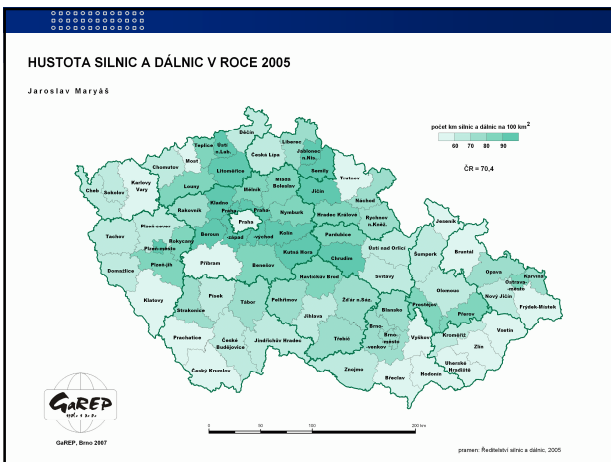 HUSTOTA SILNIC A DÁLNIC V ROCE 2005
Jaroslav Maryáš
počet km silnic a dálnic na 100 km²
60 70 80 90
ČR = 70,4
Děčín
Liberec
Teplice
Ústí
n.Lab.
Jablonec
n.Nis.
Most
Česká Lípa
Semily
Trutnov
Chomutov
Litoměřice
Karlovy
Vary
Louny
Mělník
Mladá
Boleslav
Jičín
Náchod
Cheb
Sokolov
Kladno
Rakovník
Praha-
Praha-
Nymburk
Hradec Králové
Rychnov
n.Kněž.
Praha
Jeseník
Tachov
Plzeň-sever
Beroun
západ
východ
Kolín
Pardubice
Rokycany
Plzeň-město
Ústí nad Orlicí
Šumperk
Bruntál
Kutná Hora
Chrudim
Plzeň-jih
Příbram
Benešov
Opava
Karviná
Domažlice
Havlíčkův Brod
Svitavy
Ostrava-
město
Olomouc
Nový Jičín
Klatovy
Písek
Tábor
Pelhřimov
Žďár n.Sáz.
Blansko
Prostějov
Přerov
Frýdek-Místek
Strakonice
Jihlava
Brno-
město
Brno-
venkov
Vyškov
Kroměříž
Vsetín
Prachatice
České
Budějovice
Jindřichův Hradec
Třebíč
Zlín
Uherské
Hradiště
Český Krumlov
Znojmo
Břeclav
Hodonín
GaREP
GaREP, Brno 2007
0 50 100 200 km
pramen: Ředitelství silnic a dálnic, 2005